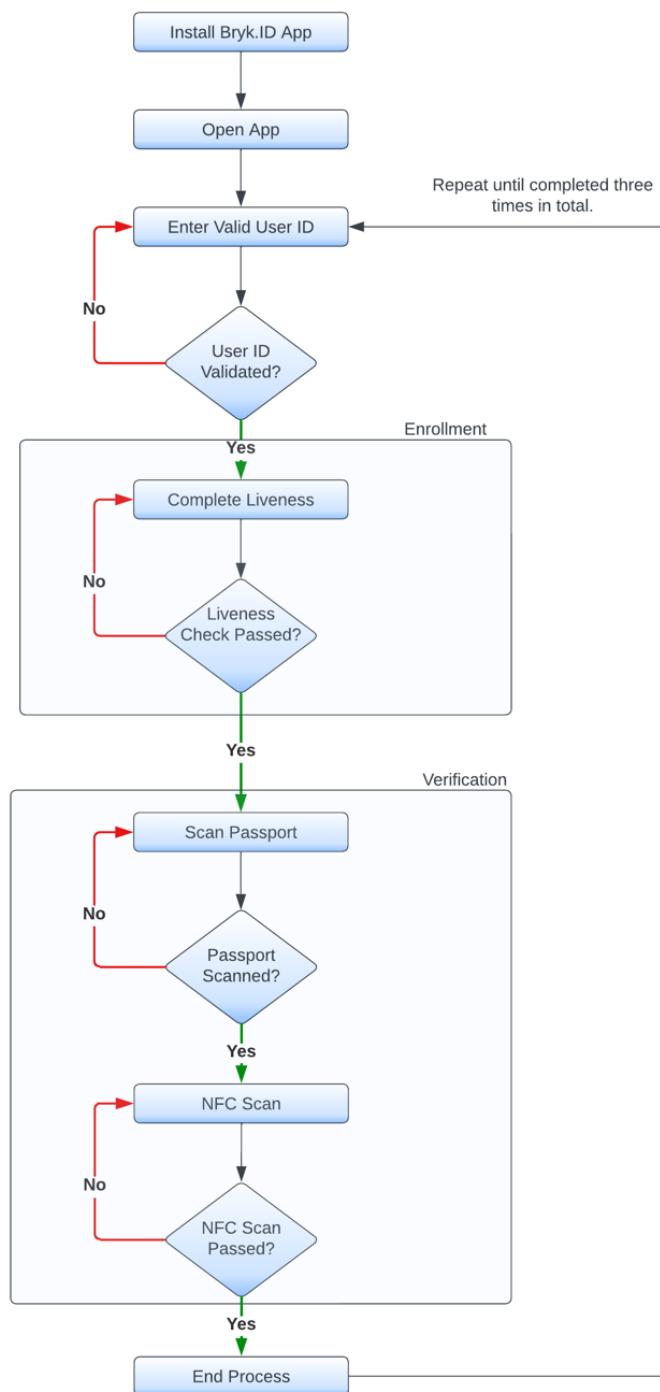 Install Bryk.ID App
Open App
Repeat until completed three
times in total.
Enter Valid User ID
No
User ID
Validated?
Enrollment
Yes
Complete Liveness
No
Liveness
Check Passed?
Yes
Verification
Scan Passport
No
Passport
Scanned?
Yes
NFC Scan
No
NFC Scan
Passed?
Yes
End Process